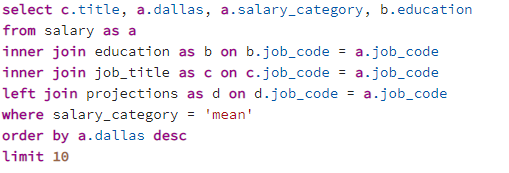 select c.title, a.dallas, a.salary_category, b.education
from salary as a
inner join education as b on b.job_code = a.job_code
inner join job_title as c on c.job_code = a.job_code
left join projections as d on d.job_code = a.job_code
where salary_category = 'mean'
order by a.dallas desc
limit 10